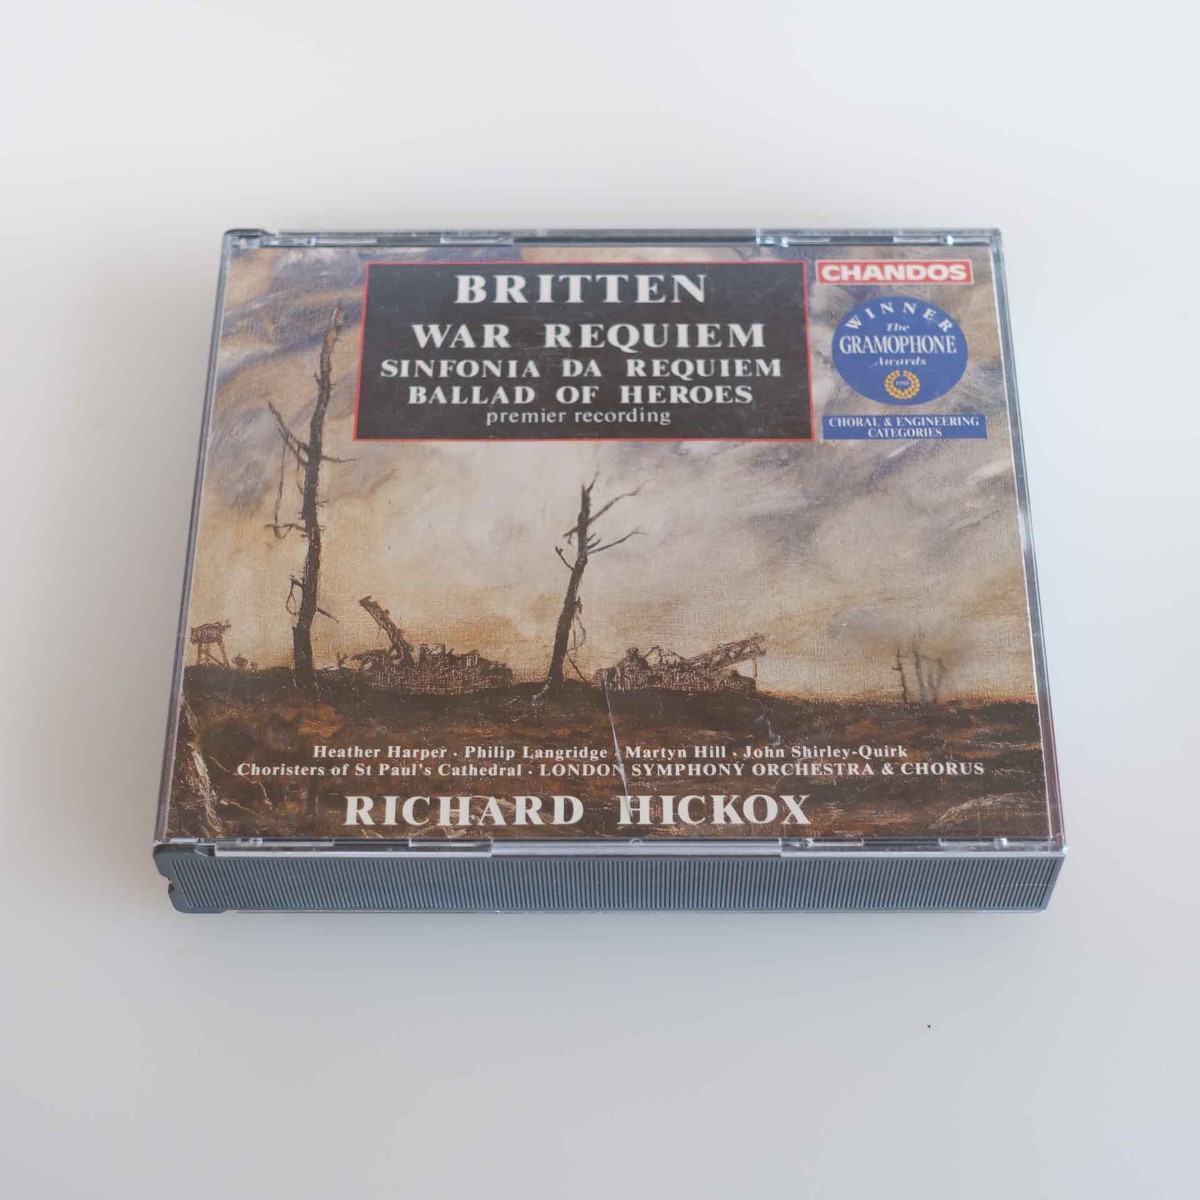 BRITTEN
WAR REQUIEM
SINFONIA DA REQUIEM
BALLAD OF HEROES
premier recording
CHANDOS
WINNER
The
GRAMOPHONE
Awards
CHORAL & ENGINEERING
CATEGORIES
Heather Harper · Philip Langridge · Martyn Hill · John Shirley-Quirk
Choristers of St Paul's Cathedral · LONDON SYMPHONY ORCHESTRA & CHORUS
RICHARD HICKOX